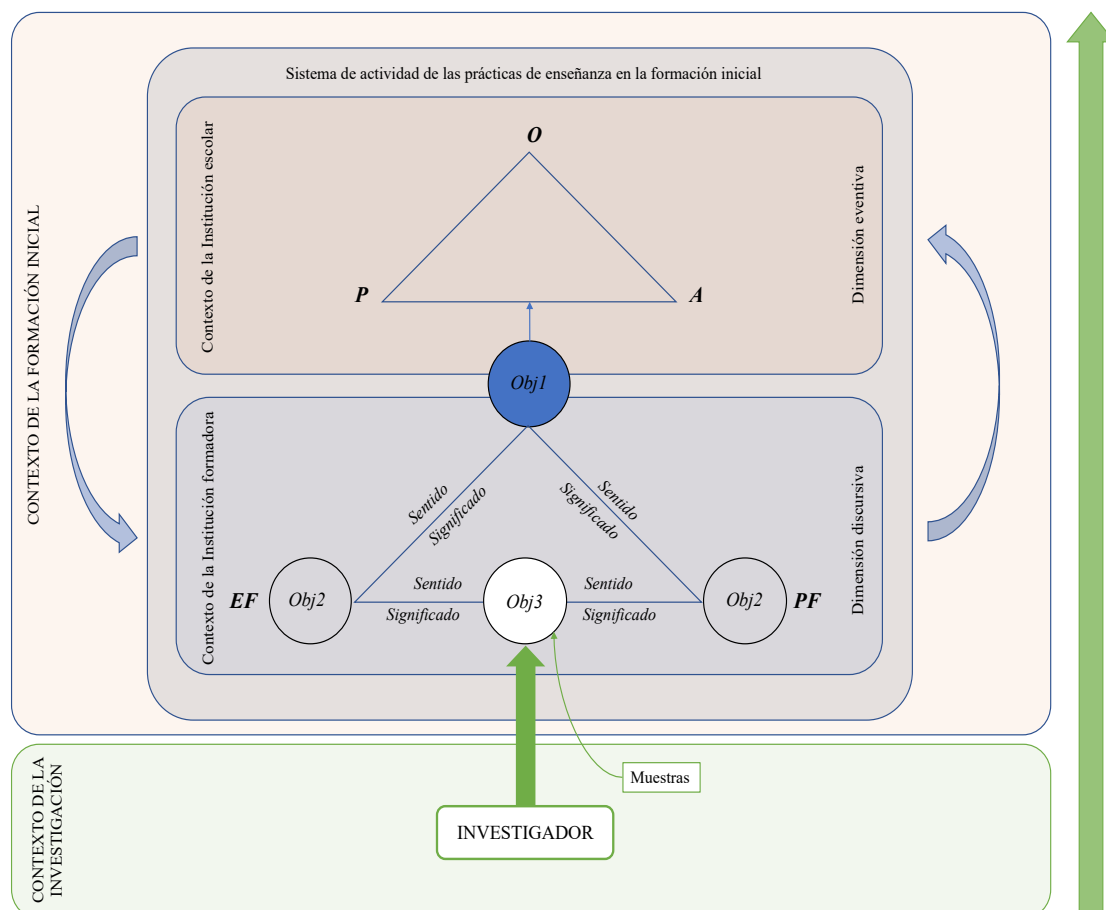 CONTEXTO DE LA FORMACIÓN INICIAL
Sistema de actividad de las prácticas de enseñanza en la formación inicial
Contexto de la Institución escolar
O
P
A
Dimensión eventiva
Obj1
Contexto de la Institución formadora
Sentido
Significado
Sentido
Significado
Dimensión discursiva
EF
Obj2
Sentido
Significado
Obj3
Sentido
Significado
Obj2
PF
CONTEXTO DE LA
INVESTIGACIÓN
Muestras
INVESTIGADOR